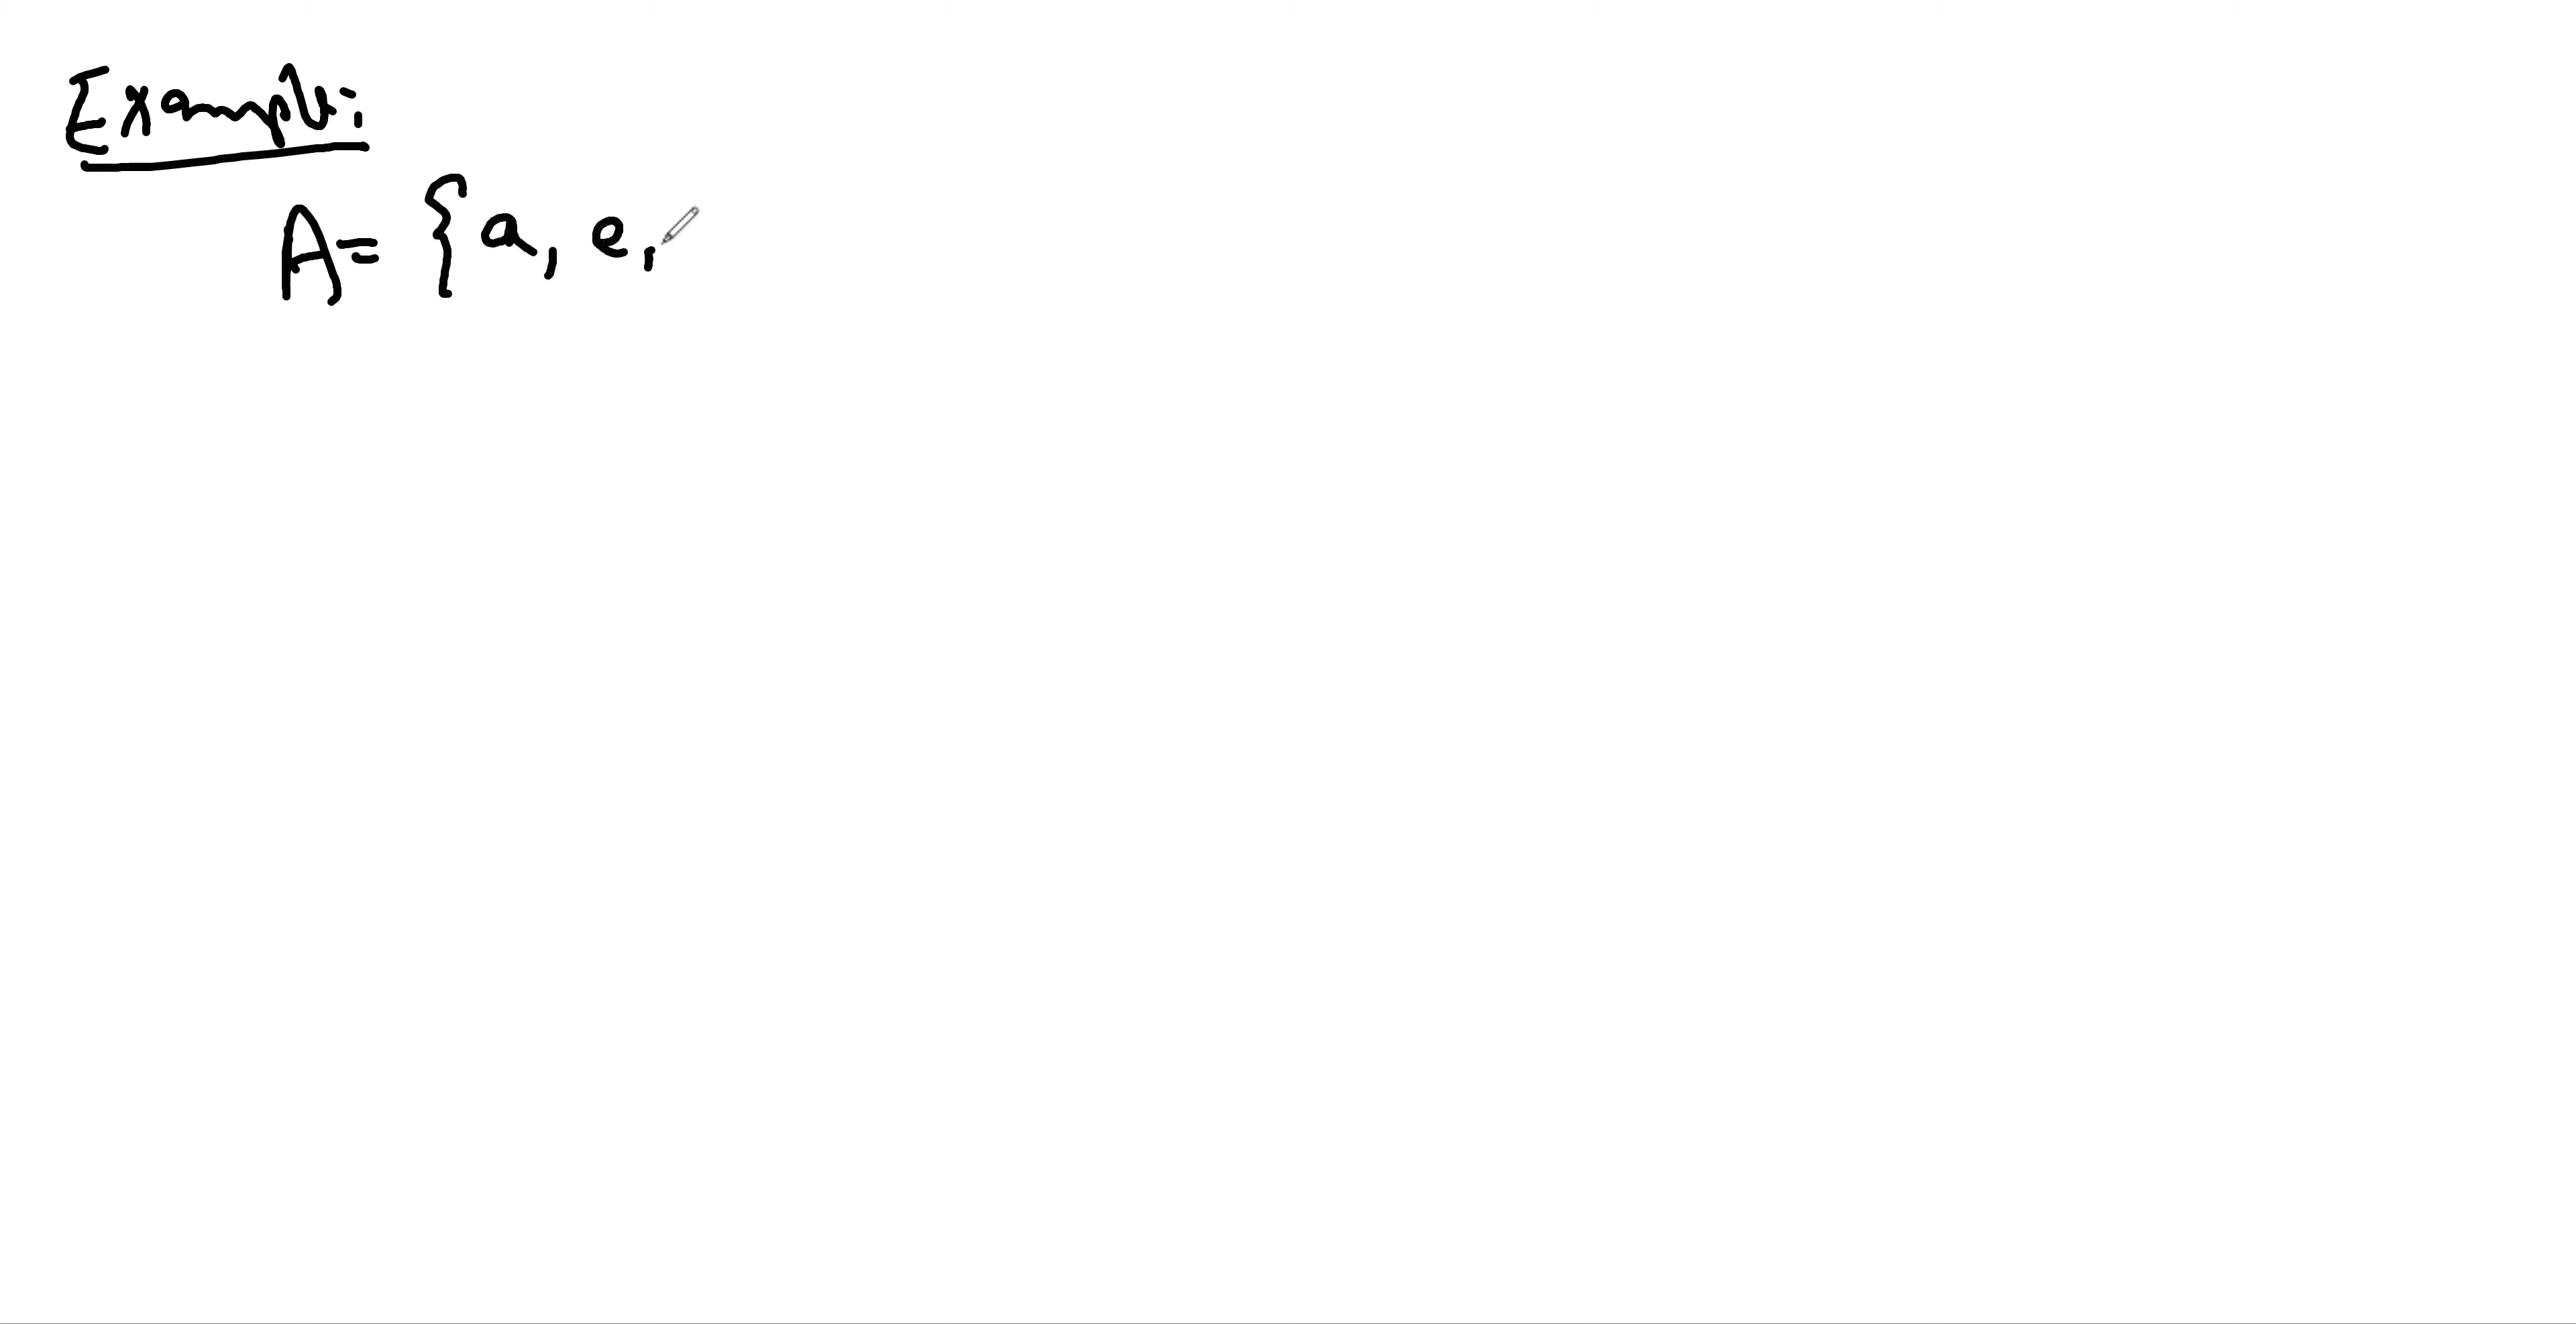 Example:
A = {a, e,